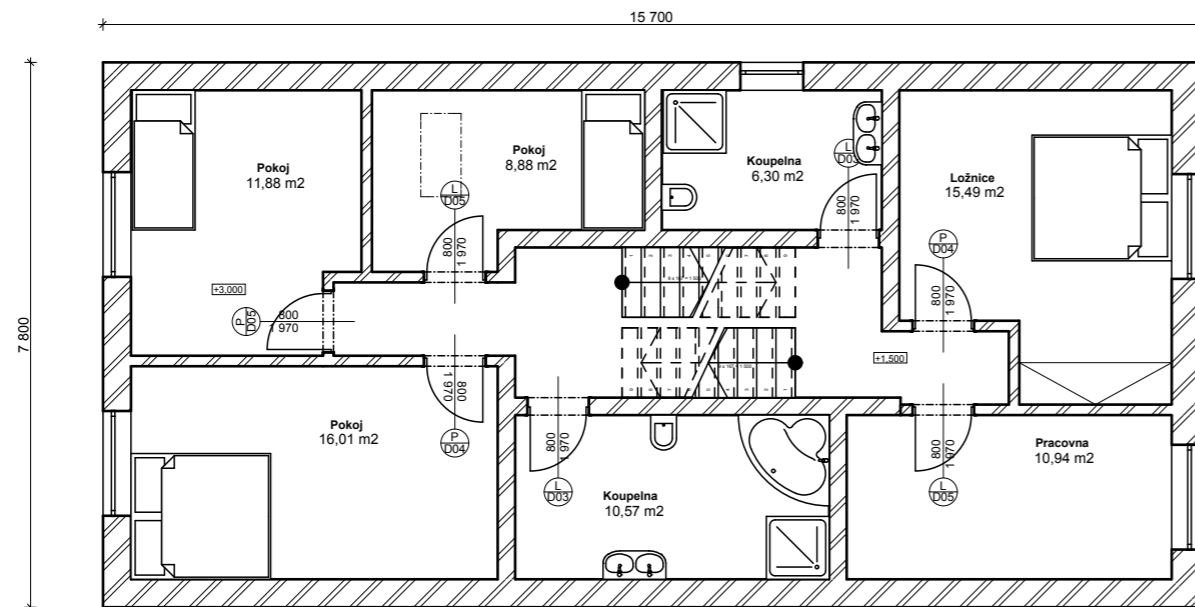 15 700
7 800
Pokoj
11,88 m2
Pokoj
8,88 m2
Koupelna
6,30 m2
Ložnice
15,49 m2
L
D03
800
1 970
L
D05
800
1 970
P
D04
800
1 970
+3,000
P
D05
800
1 970
+1,500
800
1 970
P
D04
Pokoj
16,01 m2
800
1 970
L
D03
Koupelna
10,57 m2
800
1 970
L
D05
Pracovna
10,94 m2